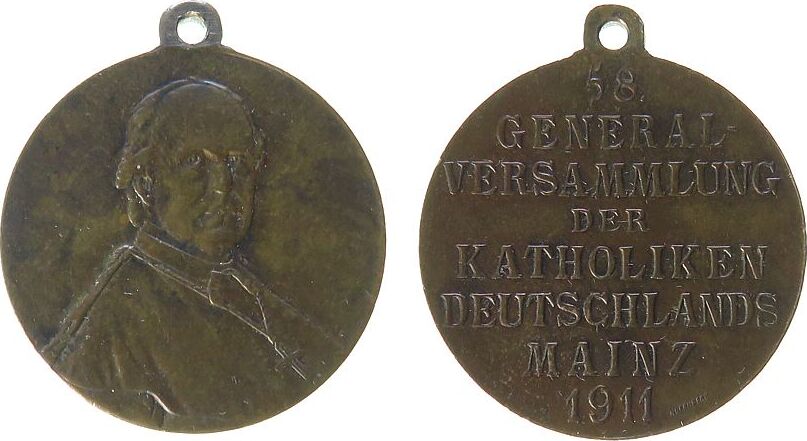 58.
GENERAL-
VERSAMMLUNG
DER
KATHOLIKEN
DEUTSCHLANDS
MAINZ
1911